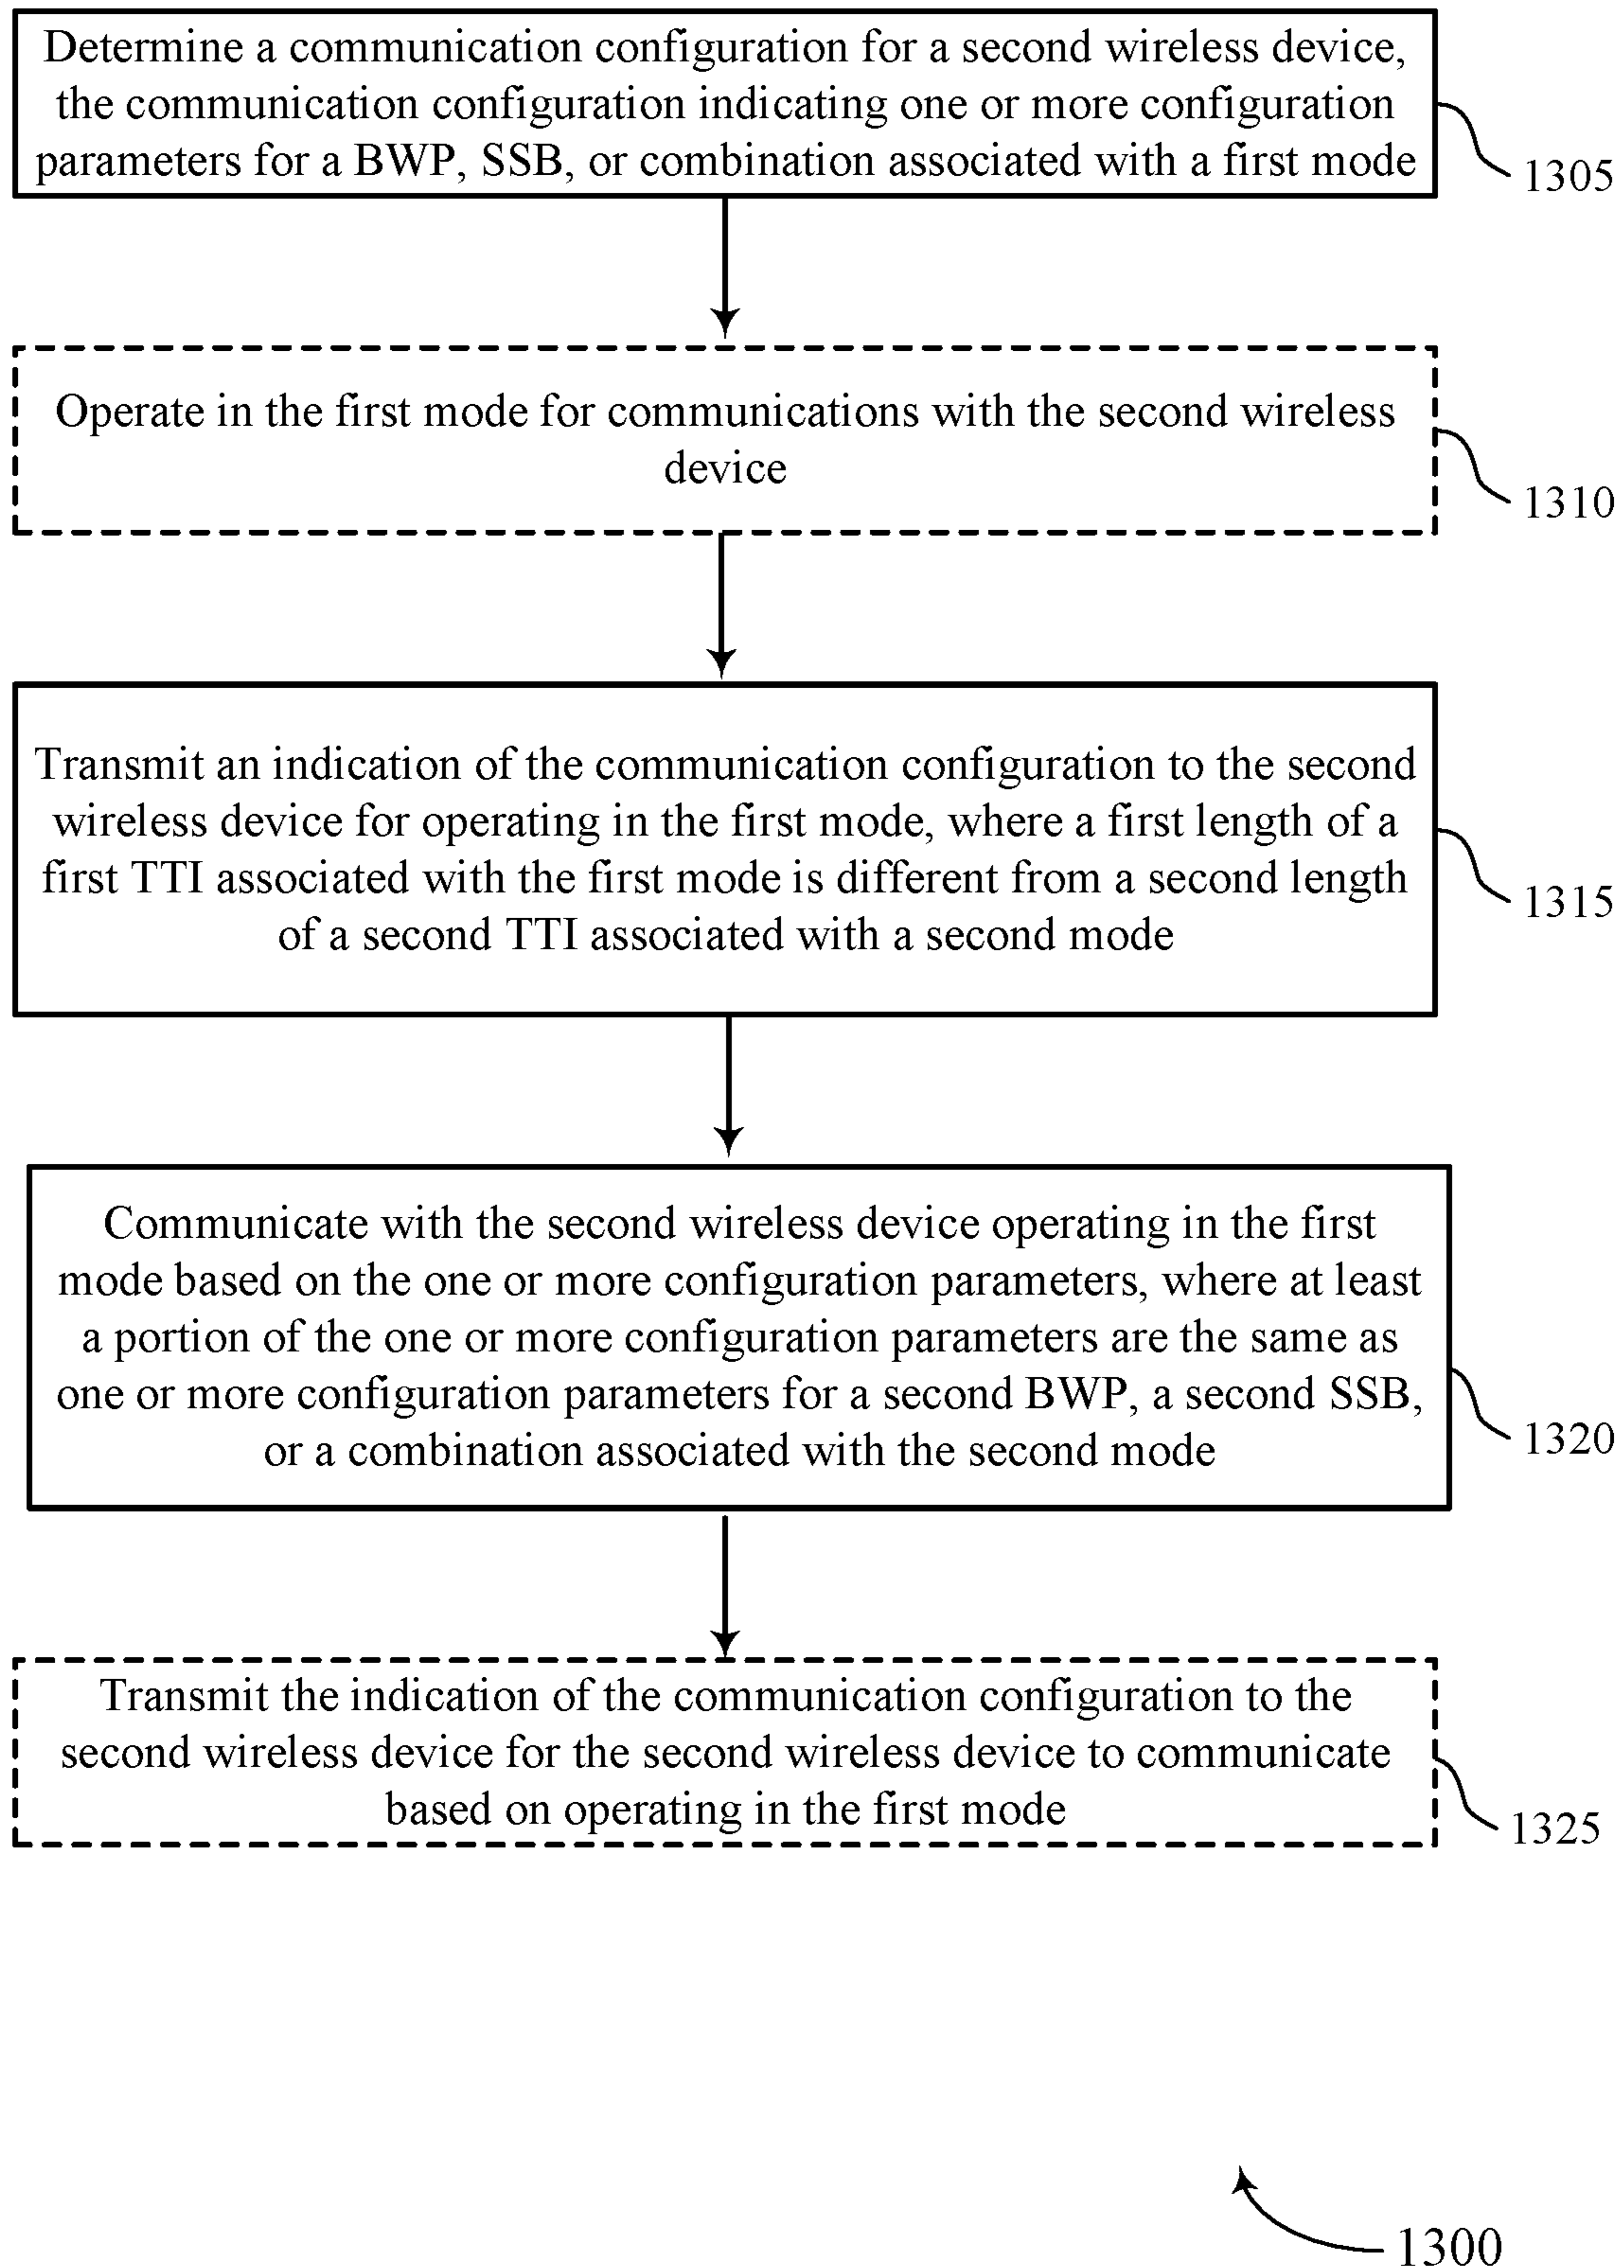 Determine a communication configuration for a second wireless device,
the communication configuration indicating one or more configuration
parameters for a BWP, SSB, or combination associated with a first mode
1305
Operate in the first mode for communications with the second wireless
device
1310
Transmit an indication of the communication configuration to the second
wireless device for operating in the first mode, where a first length of a
first TTI associated with the first mode is different from a second length
of a second TTI associated with a second mode
1315
Communicate with the second wireless device operating in the first
mode based on the one or more configuration parameters, where at least
a portion of the one or more configuration parameters are the same as
one or more configuration parameters for a second BWP, a second SSB,
or a combination associated with the second mode
1320
Transmit the indication of the communication configuration to the
second wireless device for the second wireless device to communicate
based on operating in the first mode
1325
1300